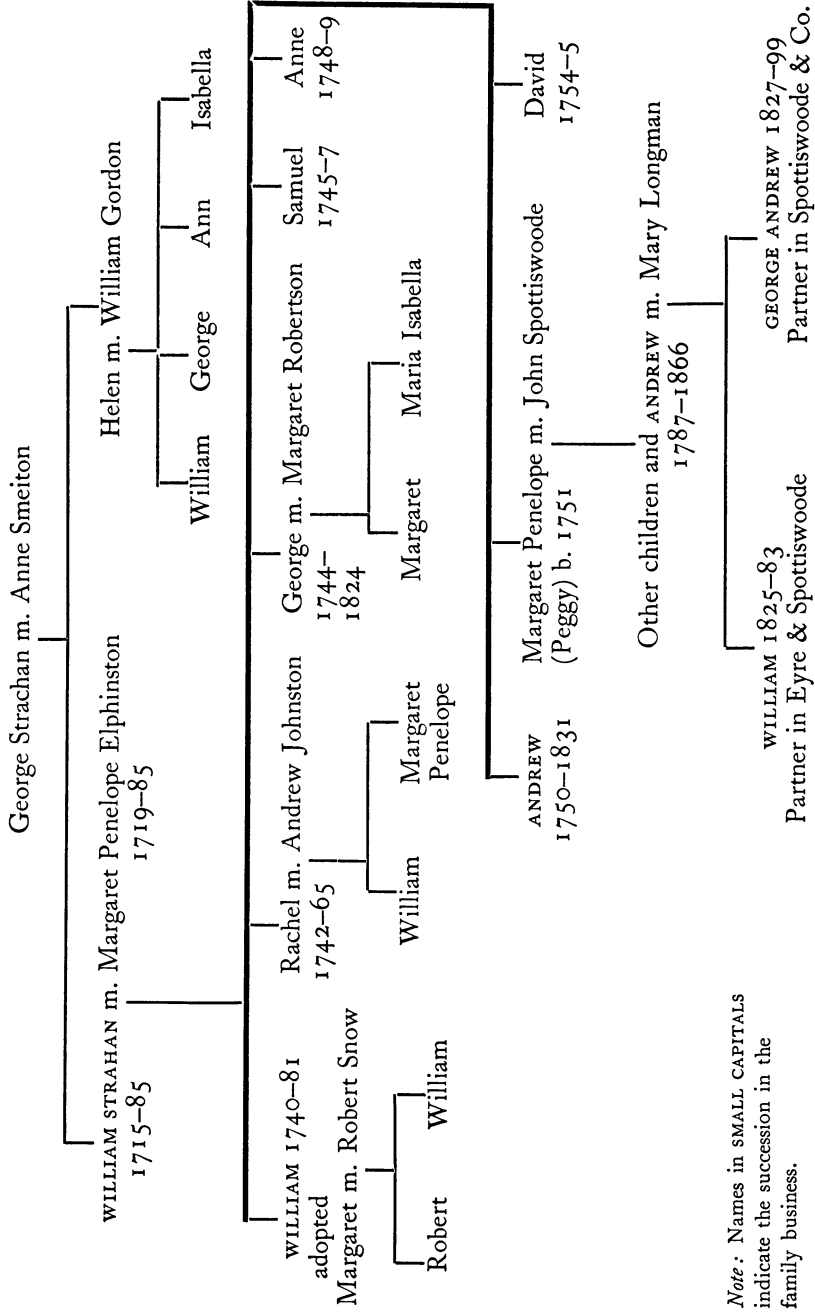 George Strachan m. Anne Smeiton
WILLIAM STRAHAN m. Margaret Penelope Elphinston
1715–85
1719–85
Helen m. William Gordon
William
George
Ann
Isabella
WILLIAM 1740–81
adopted
Margaret m. Robert Snow
Robert
William
Rachel m. Andrew Johnston
1742–65
William
Margaret
Penelope
George m. Margaret Robertson
1744–
1824
Margaret
Maria Isabella
Samuel
1745–7
Anne
1748–9
ANDREW
1750–1831
Margaret Penelope m. John Spottiswoode
(Peggy) b. 1751
David
1754–5
Other children and ANDREW m. Mary Longman
1787–1866
WILLIAM 1825–83
Partner in Eyre & Spottiswoode
GEORGE ANDREW 1827–99
Partner in Spottiswoode & Co.
Note: Names in SMALL CAPITALS
indicate the succession in the
family business.